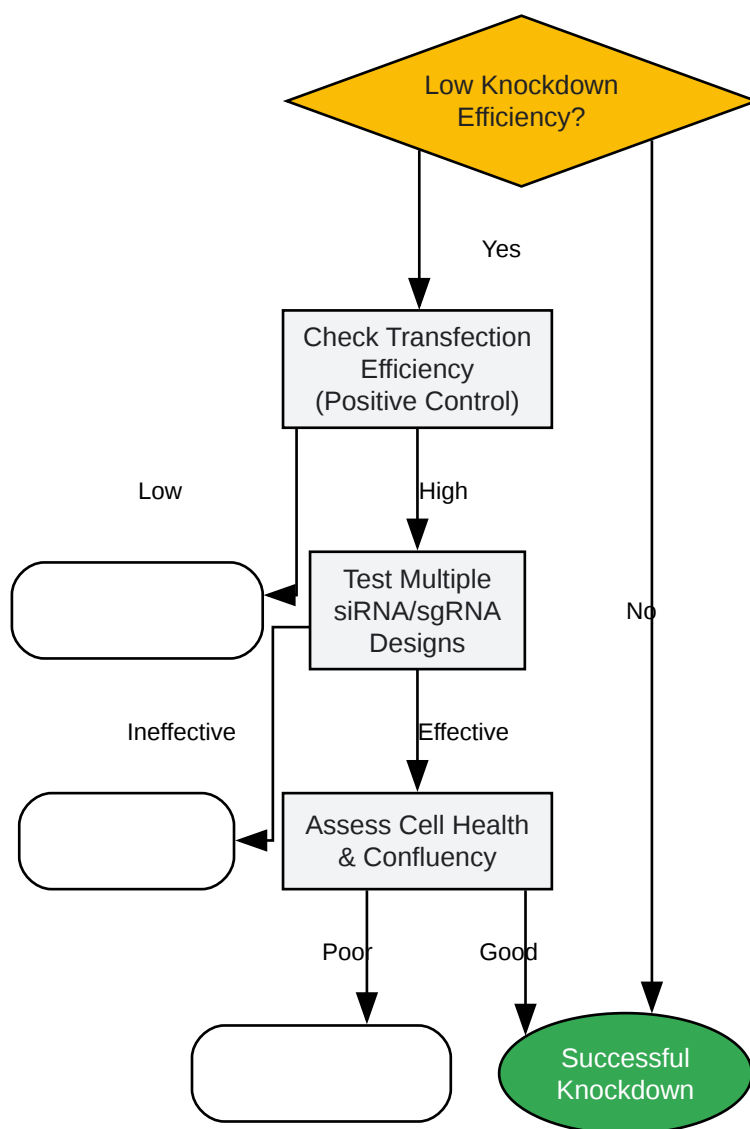 Low Knockdown
Efficiency?
Yes
Check Transfection
Efficiency
(Positive Control)
Low
High
Test Multiple
siRNA/sgRNA
Designs
No
Ineffective
Effective
Assess Cell Health
& Confluency
Poor
Good
Successful
Knockdown